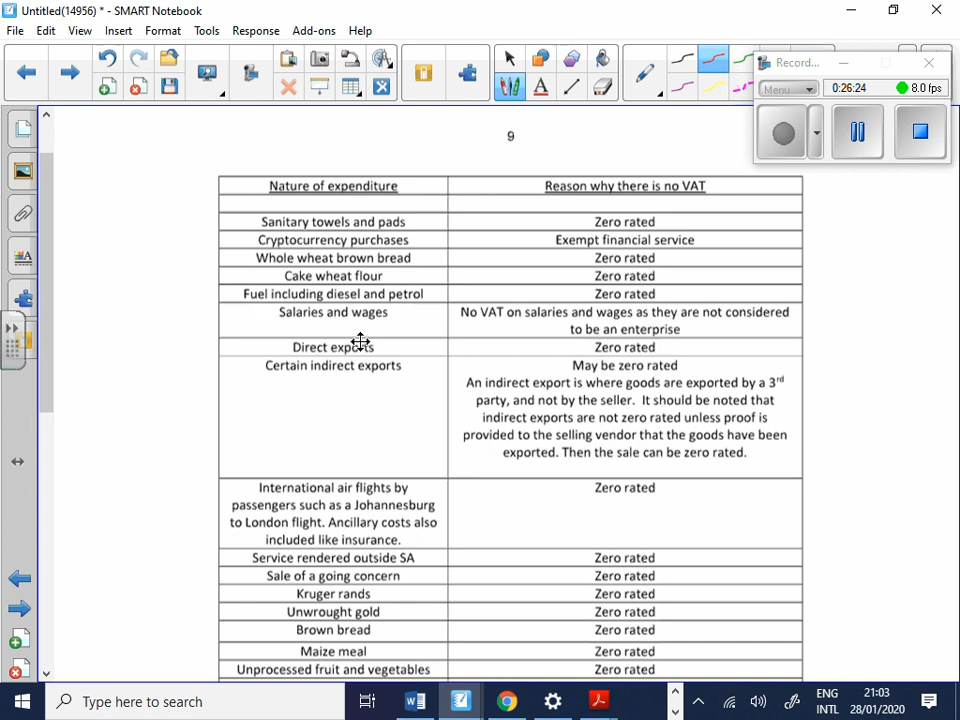 Untitled(14956) * - SMART Notebook
File Edit View Insert Format Tools Response Add-ons Help
Record...
Menu 0:26:24 8.0 fps
9
Nature of expenditure Reason why there is no VAT
Sanitary towels and pads Zero rated
Cryptocurrency purchases Exempt financial service
Whole wheat brown bread Zero rated
Cake wheat flour Zero rated
Fuel including diesel and petrol Zero rated
Salaries and wages No VAT on salaries and wages as they are not considered
to be an enterprise
Direct exports Zero rated
Certain indirect exports May be zero rated
An indirect export is where goods are exported by a 3rd
party, and not by the seller. It should be noted that
indirect exports are not zero rated unless proof is
provided to the selling vendor that the goods have been
exported. Then the sale can be zero rated.
International air flights by Zero rated
passengers such as a Johannesburg
to London flight. Ancillary costs also
included like insurance.
Service rendered outside SA Zero rated
Sale of a going concern Zero rated
Kruger rands Zero rated
Unwrought gold Zero rated
Brown bread Zero rated
Maize meal Zero rated
Unprocessed fruit and vegetables Zero rated
Type here to search
ENG 21:03
INTL 28/01/2020